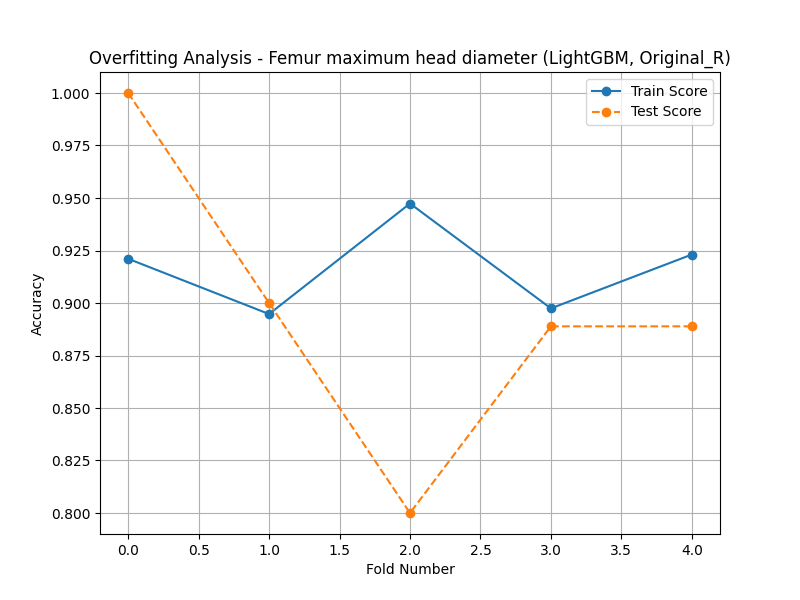 Overfitting Analysis - Femur maximum head diameter (LightGBM, Original_R)
Train Score
Test Score
1.000
0.975
0.950
0.925
0.900
0.875
0.850
0.825
0.800
Accuracy
0.0 0.5 1.0 1.5 2.0 2.5 3.0 3.5 4.0
Fold Number